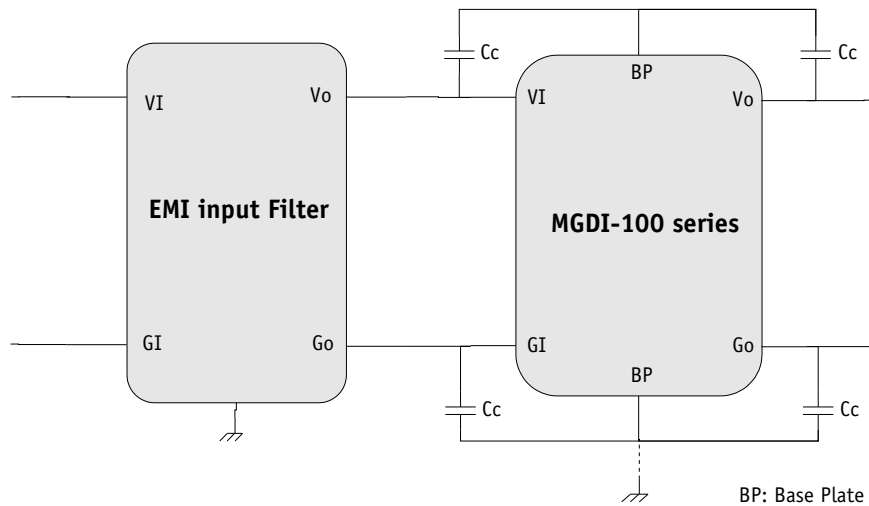 Cc
Cc
BP
VI
Vo
VI
Vo
EMI input Filter
MGDI-100 series
GI
Go
GI
Go
BP
Cc
Cc
BP: Base Plate